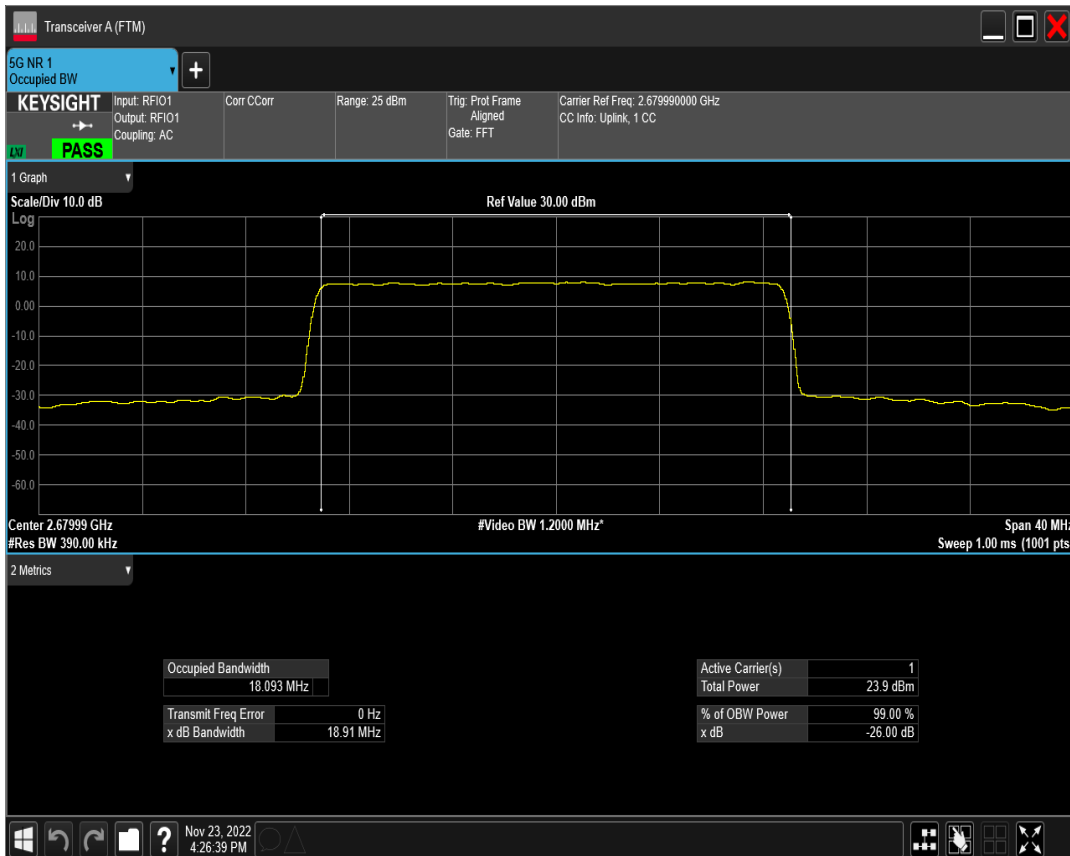 Transceiver A (FTM)
5G NR 1
Occupied BW
+
KEYSIGHT
Input: RFIO1
Output: RFIO1
Coupling: AC
Corr CCorr
Range: 25 dBm
Trig: Prot Frame
Aligned
Gate: FFT
Carrier Ref Freq: 2.679990000 GHz
CC Info: Uplink, 1 CC
LXI
PASS
1 Graph
Scale/Div 10.0 dB
Ref Value 30.00 dBm
Log
20.0
10.0
0.00
-10.0
-20.0
-30.0
-40.0
-50.0
-60.0
Center 2.67999 GHz
#Video BW 1.2000 MHz*
Span 40 MHz
#Res BW 390.00 kHz
Sweep 1.00 ms (1001 pts
2 Metrics
Occupied Bandwidth
18.093 MHz
Transmit Freq Error 0 Hz
x dB Bandwidth 18.91 MHz
Active Carrier(s) 1
Total Power 23.9 dBm
% of OBW Power 99.00 %
x dB -26.00 dB
?
Nov 23, 2022
4:26:39 PM